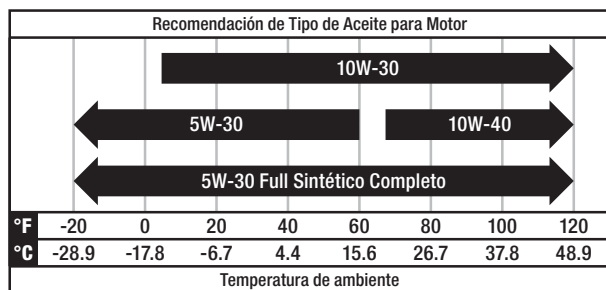 Recomendación de Tipo de Aceite para Motor
10W-30
5W-30 10W-40
5W-30 Full Sintético Completo
°F -20 0 20 40 60 80 100 120
°C -28.9 -17.8 -6.7 4.4 15.6 26.7 37.8 48.9
Temperatura de ambiente